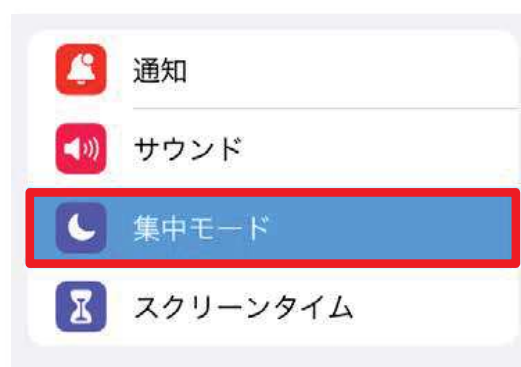 通知
サウンド
集中モード
スクリーンタイム